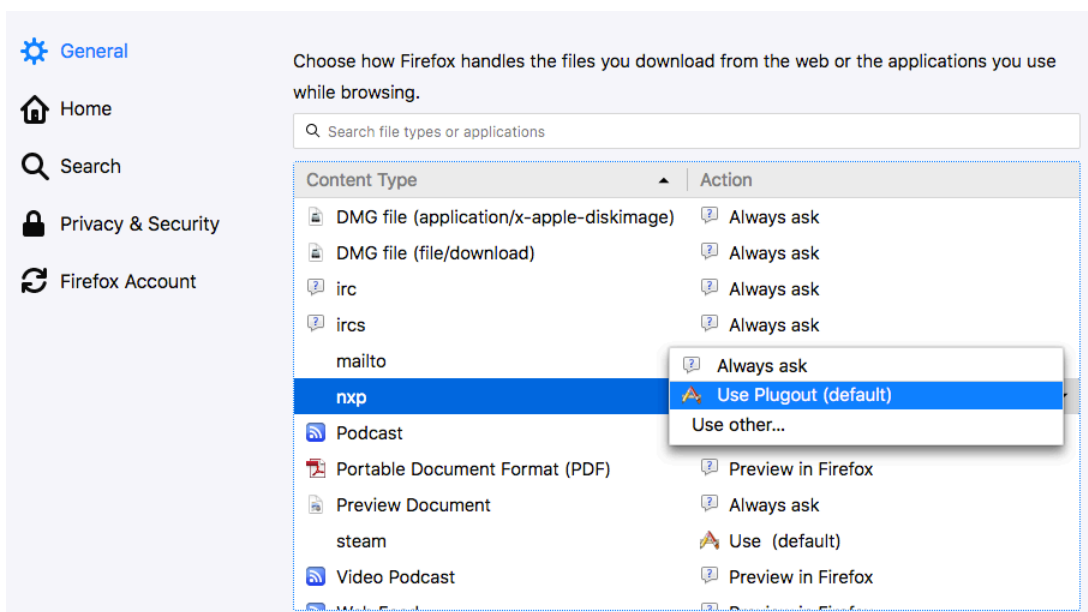 General
Home
Search
Privacy & Security
Firefox Account
Choose how Firefox handles the files you download from the web or the applications you use
while browsing.
Search file types or applications
Content Type Action
DMG file (application/x-apple-diskimage) Always ask
DMG file (file/download) Always ask
irc Always ask
ircs Always ask
mailto
Always ask
nxp Use Plugout (default)
Use other...
Podcast
Portable Document Format (PDF) Preview in Firefox
Preview Document Always ask
steam Use (default)
Video Podcast Preview in Firefox